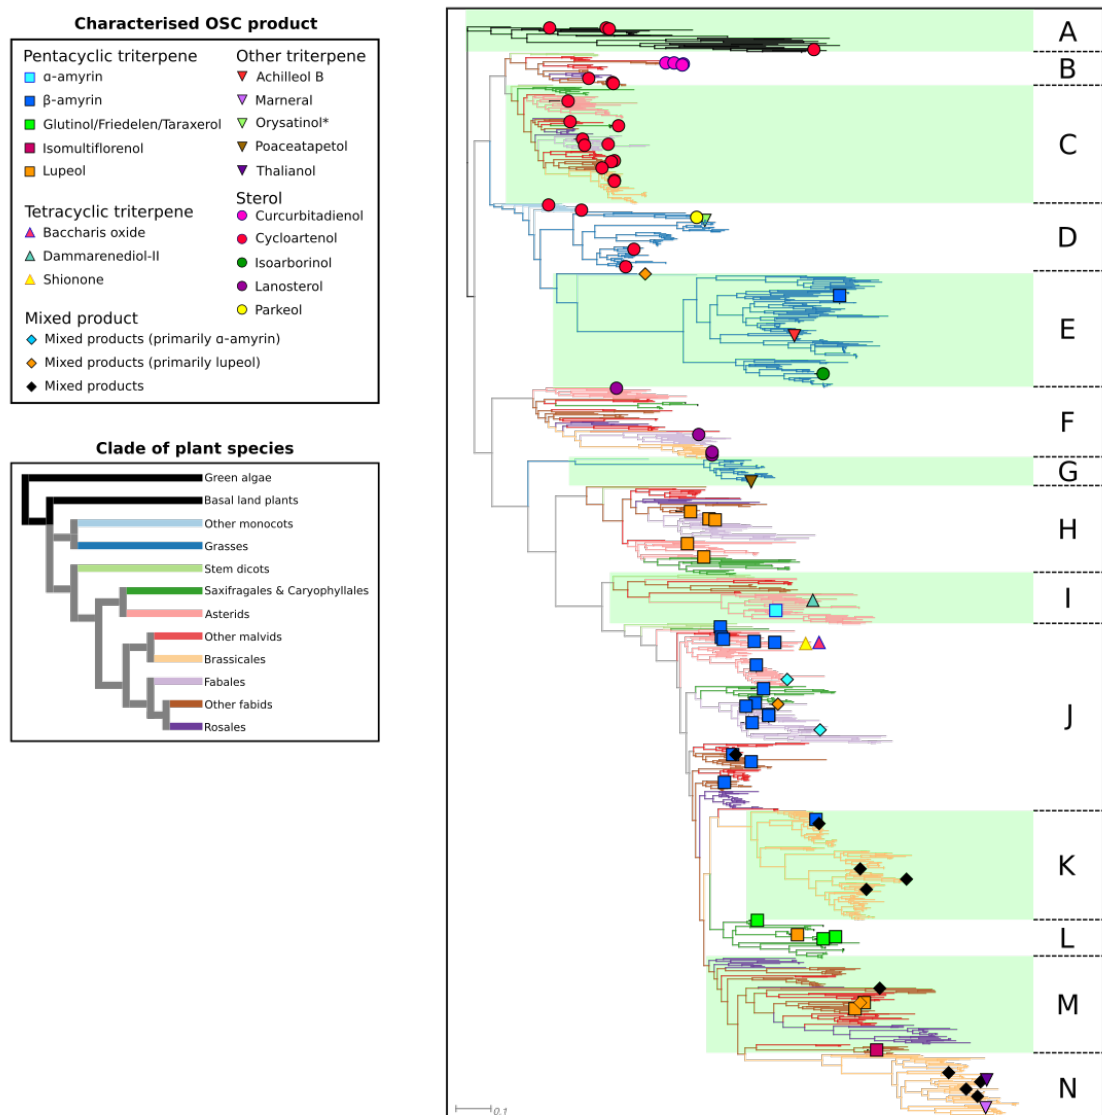 Characterised OSC product
Pentacyclic triterpene
α-amyrin
β-amyrin
Glutinol/Friedelen/Taraxerol
Isomultiflorenol
Lupeol
Tetracyclic triterpene
Baccharis oxide
Dammarenediol-II
Shionone
Mixed product
Mixed products (primarily α-amyrin)
Mixed products (primarily lupeol)
Mixed products
Other triterpene
Achilleol B
Marneral
Orysatinol*
Poaceatapetol
Thalianol
Sterol
Curcurbitadienol
Cycloartenol
Isoarborinol
Lanosterol
Parkeol
Clade of plant species
Green algae
Basal land plants
Other monocots
Grasses
Stem dicots
Saxifragales & Caryophyllales
Asterids
Other malvids
Brassicales
Fabales
Other fabids
Rosales
A
B
C
D
E
F
G
H
I
J
K
L
M
N
0.1